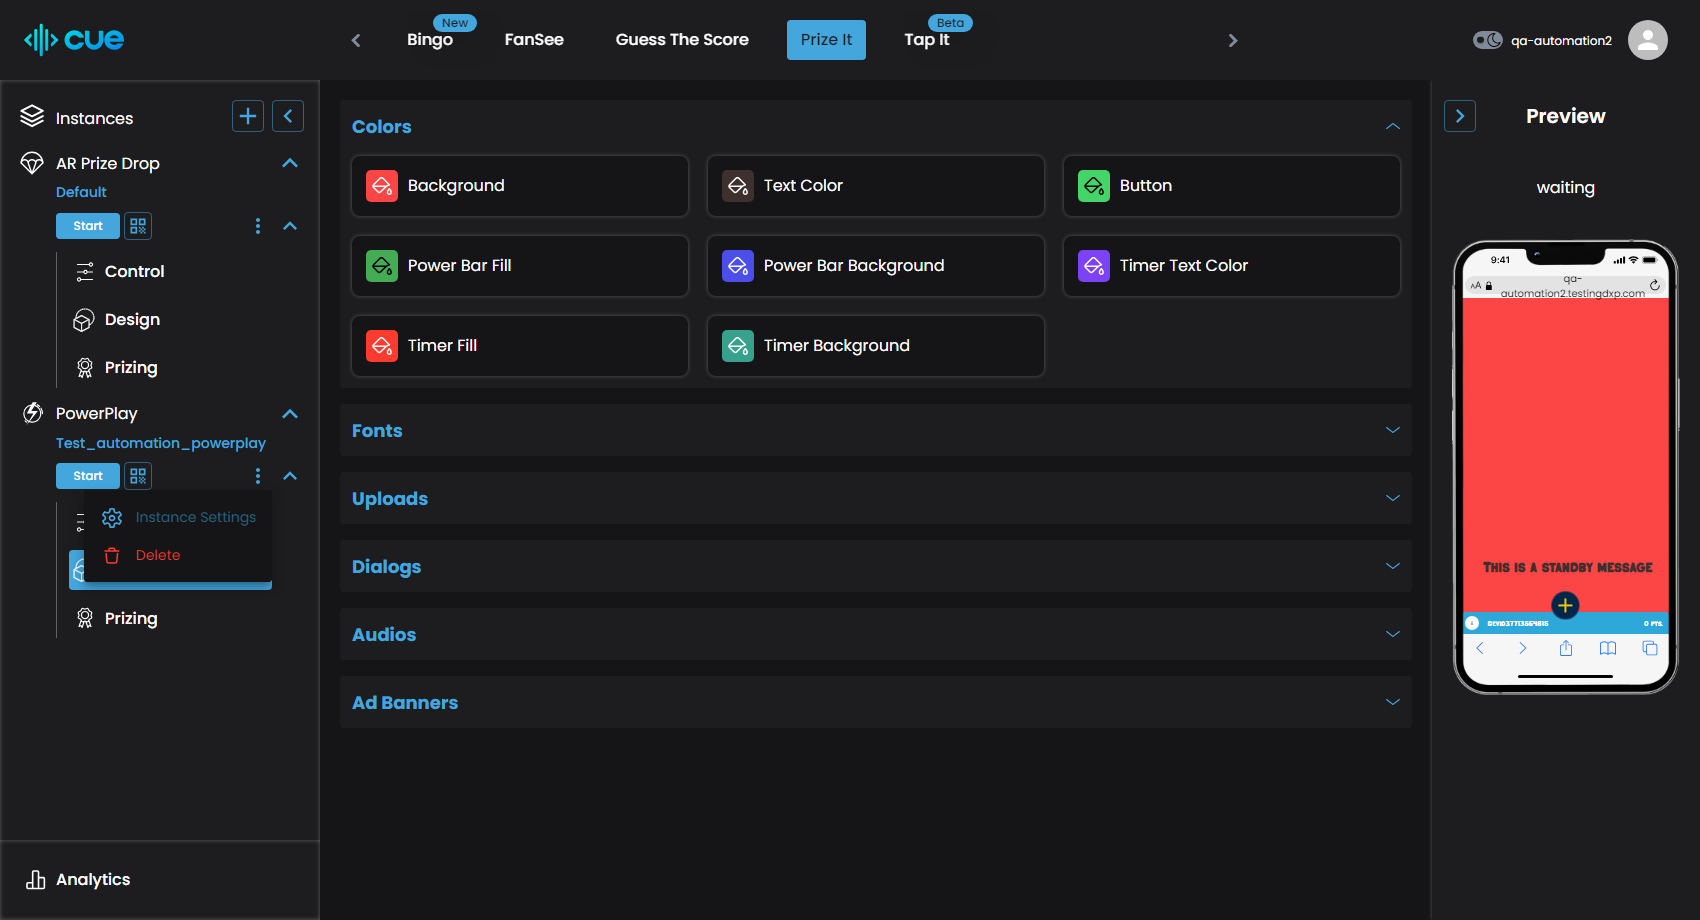 cue
New
Bingo
FanSee
Guess The Score
Prize It
Beta
Tap It
qa-automation2
Instances
AR Prize Drop
Default
Start
Control
Design
Prizing
PowerPlay
Test_automation_powerplay
Start
Instance Settings
Delete
Prizing
Analytics
Colors
Background
Text Color
Button
Power Bar Fill
Power Bar Background
Timer Text Color
Timer Fill
Timer Background
Fonts
Uploads
Dialogs
Audios
Ad Banners
Preview
waiting
9:41
AA
qa-
automation2.testingdxp.com
This is a standby message
0 PTS.